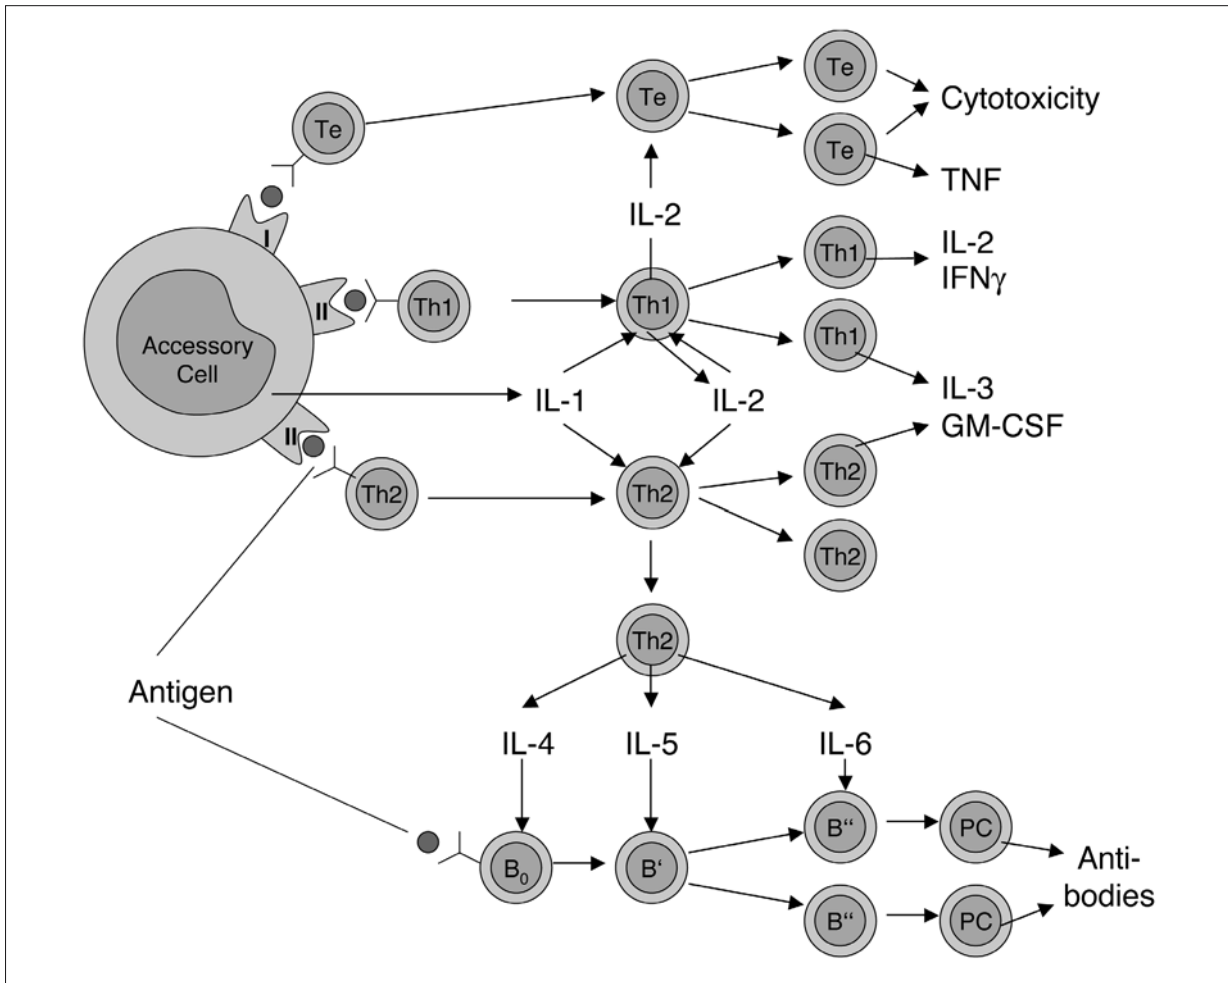 Te
Te
Te
Cytotoxicity
Te
TNF
I
IL-2
Th1
IL-2
IFNγ
II
Th1
Th1
Th1
Accessory
Cell
IL-1
IL-2
IL-3
GM-CSF
II
Th2
Th2
Th2
Th2
Th2
Antigen
IL-4
IL-5
IL-6
B“
PC
B0
B‘
Anti-
bodies
B“
PC